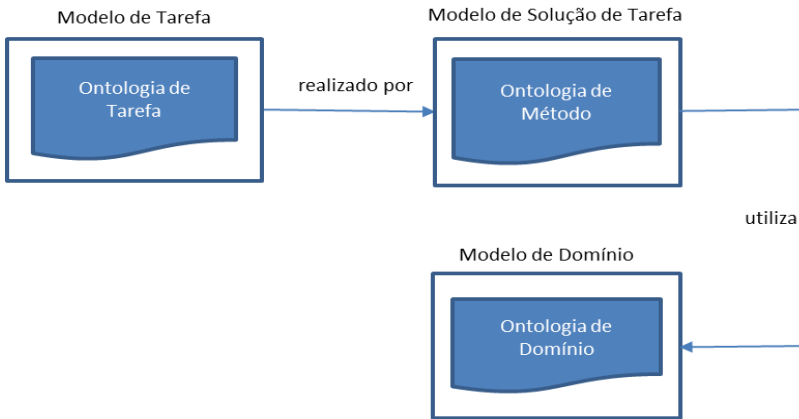 Modelo de Tarefa
Modelo de Solução de Tarefa
Ontologia de
Tarefa
realizado por
Ontologia de
Método
utiliza
Modelo de Domínio
Ontologia de
Domínio